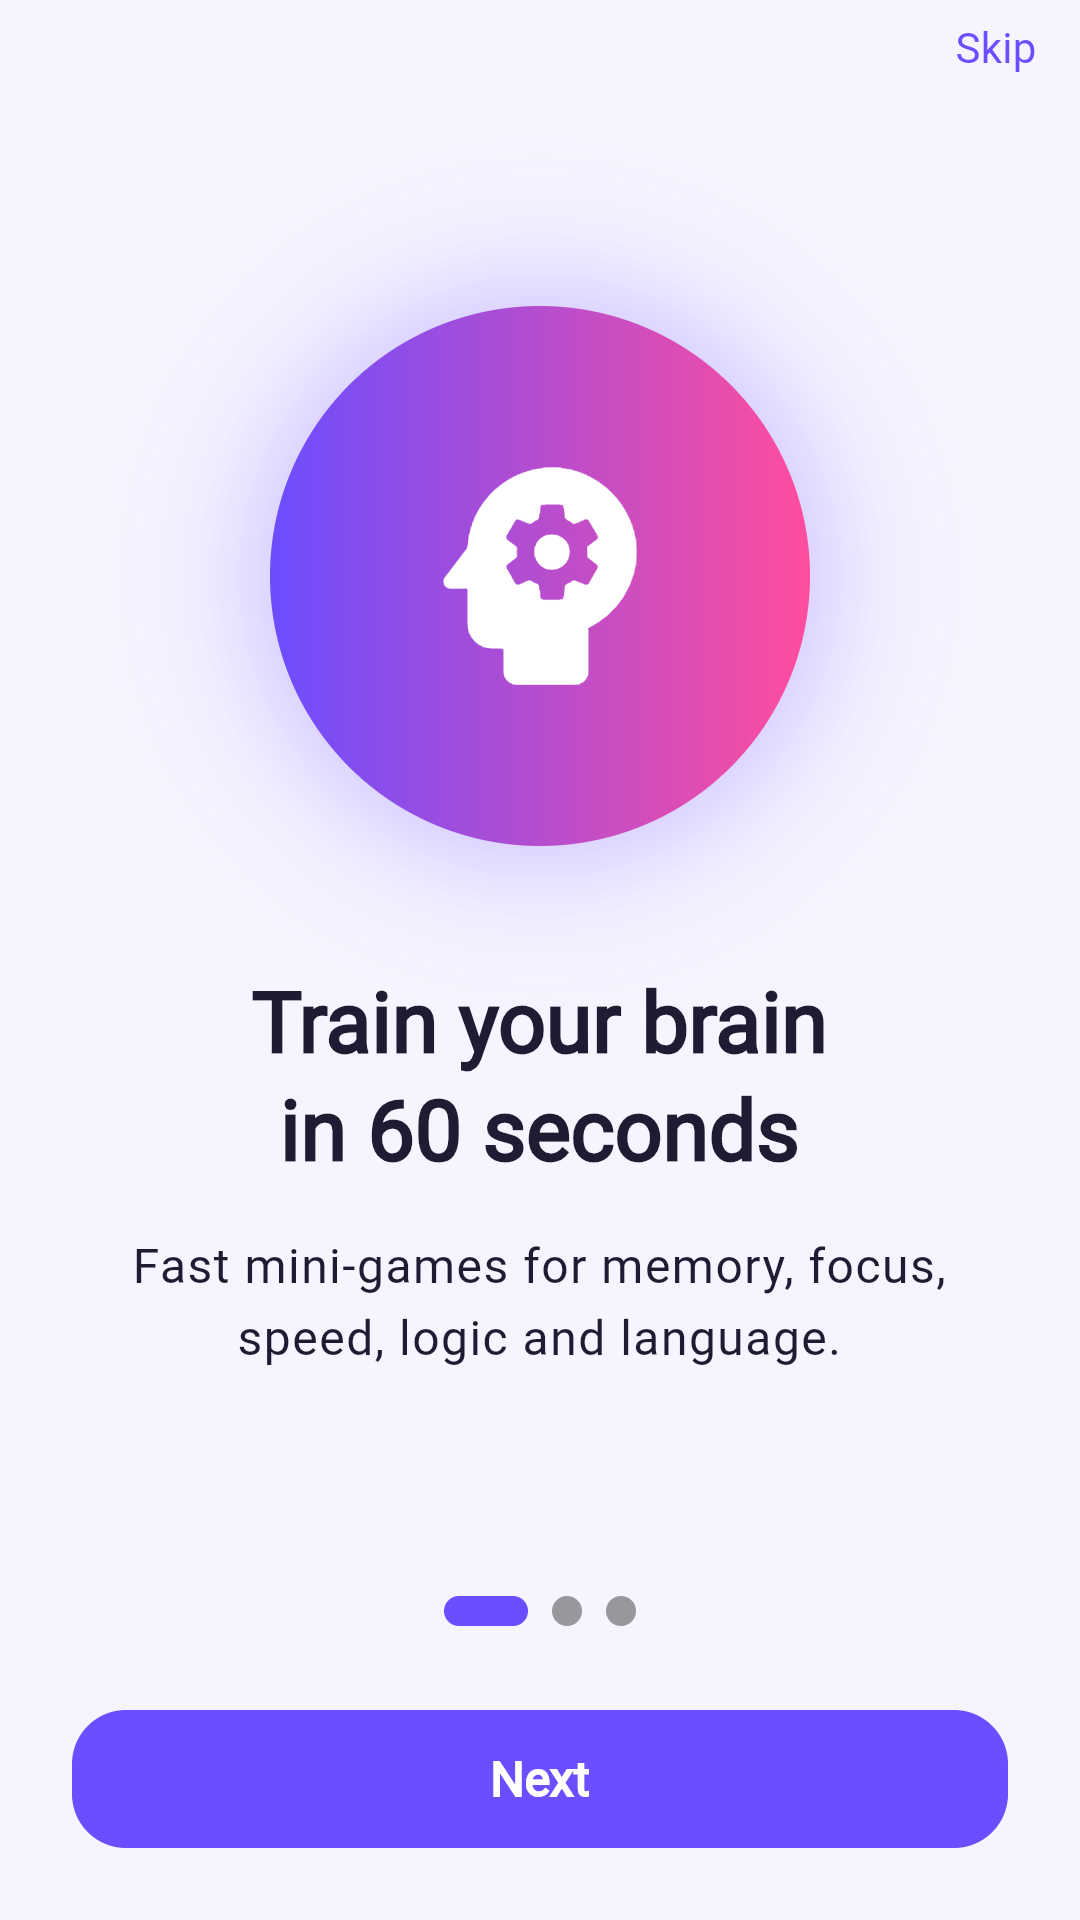 Skip
Train your brain
in 60 seconds
Fast mini-games for memory, focus,
speed, logic and language.
Next